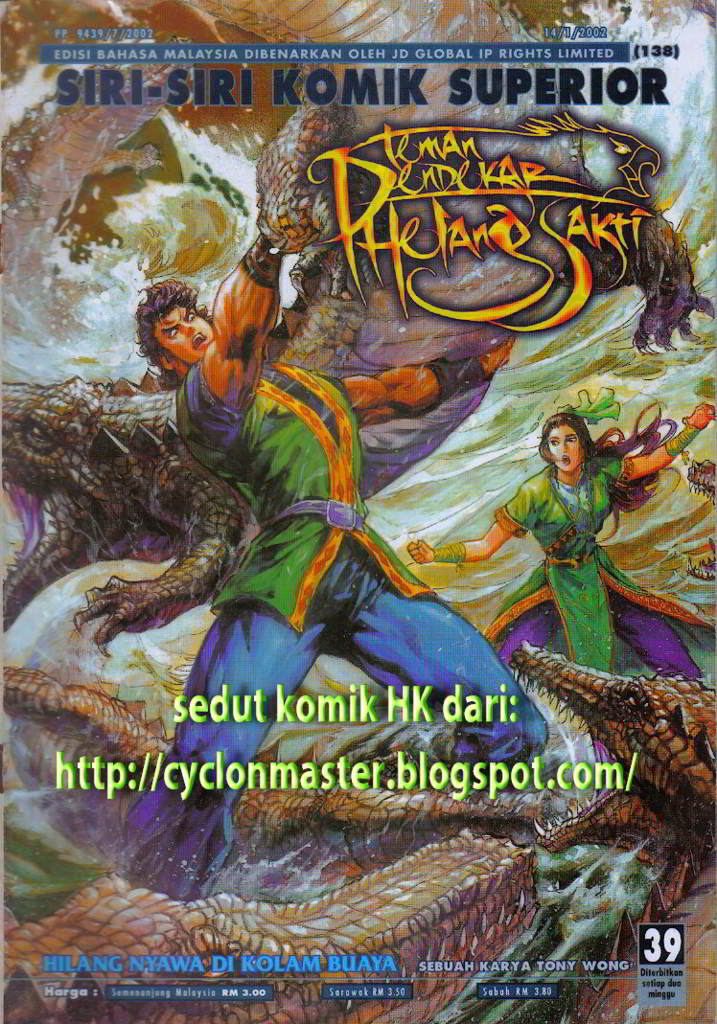 PP 9439/7/2002 14/1/2002
EDISI BAHASA MALAYSIA DIBENARKAN OLEH JD GLOBAL IP RIGHTS LIMITED (138)
SIRI-SIRI KOMIK SUPERIOR
Teman
Pendekar
Helang Sakti
sedut komik HK dari:
http://cyclonmaster.blogspot.com/
HILANG NYAWA DI KOLAM BUAYA SEBUAH KARYA TONY WONG
39
Diterbitkan
setiap dua
minggu
Harga : Semenanjung Malaysia RM 3.00 Sarawak RM 3.50 Sabah RM 3.80